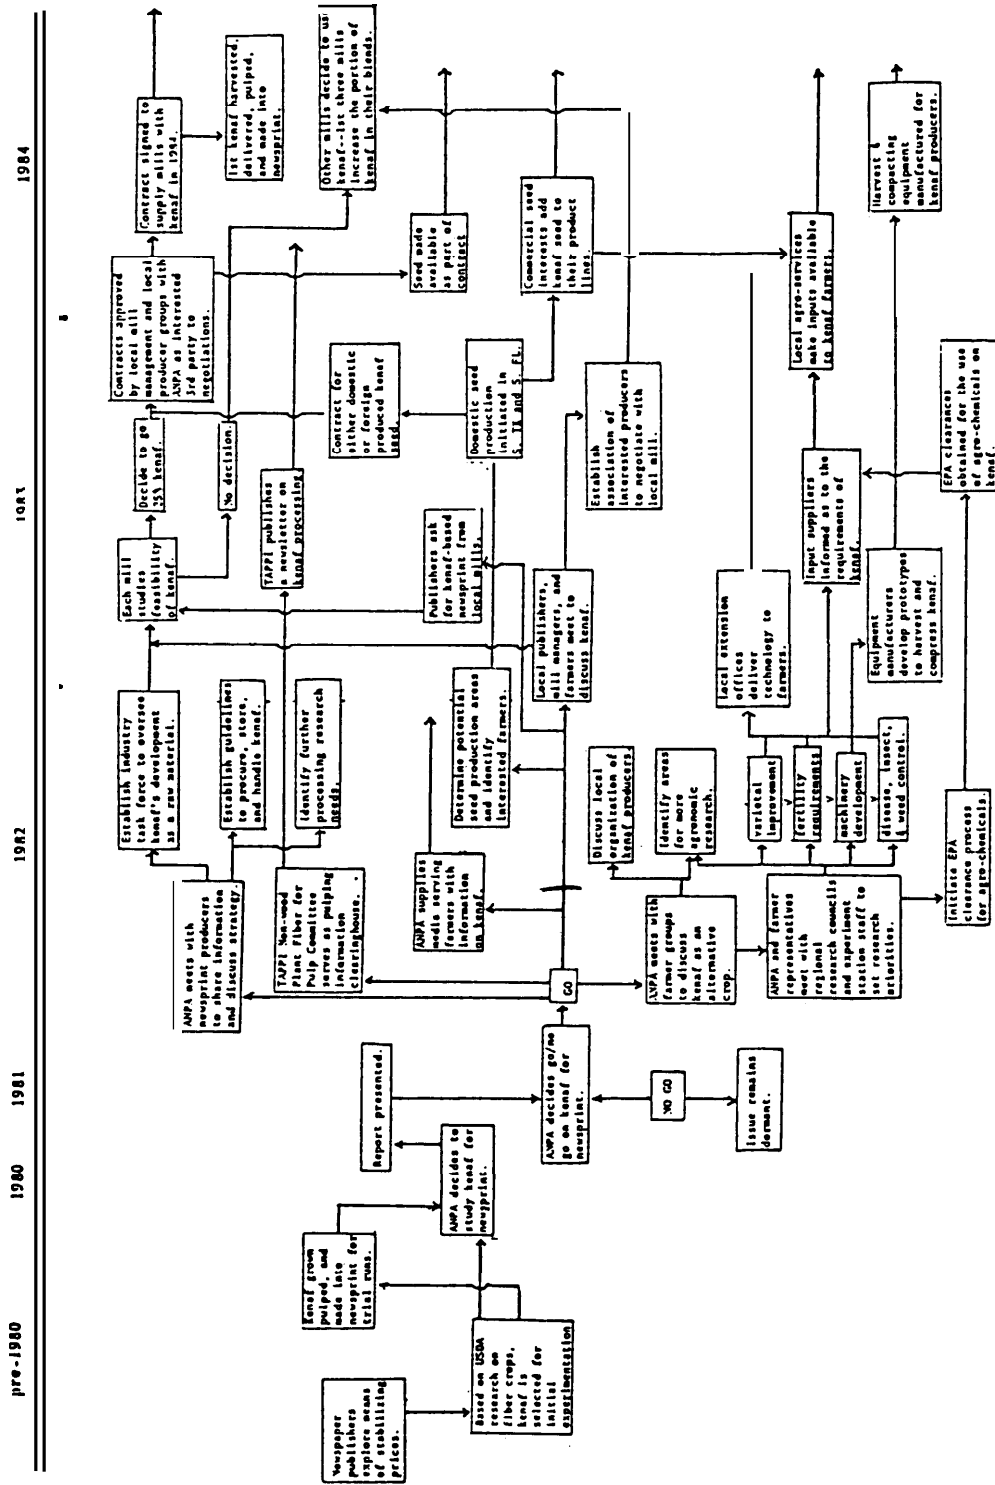 pre-1980
1980
1981
1982
1983
1984
Newspaper
publishers
explore means
of stabilizing
prices.
Based on USDA
research on
fiber crops,
kenaf is
selected for
initial
experimentation
Kenaf grown
pulped, and
made into
newsprint for
trial runs.
ANPA decides to
study kenaf for
newsprint.
Report presented.
ANPA decides go/no
go on kenaf for
newsprint.
NO GO
Issue remains
dormant.
GO
ANPA meets with
newsprint producers
to share information
and discuss strategy.
TAPPI Non-wood
Plant Fiber for
Pulp Committee
serves as pulping
information
clearinghouse.
ANPA supplies
media serving
farmers with
information
on kenaf.
ANPA meets with
farmer groups
to discuss
kenaf as an
alternative
crop.
ANPA and farmer
representatives
meet with
regional
research councils
and experiment
station staff to
set research
priorities.
Initiate EPA
clearance process
for agro-chemicals.
Establish industry
task force to oversee
kenaf's development
as a raw material.
Establish guidelines
to procure, store,
and handle kenaf.
Identify further
processing research
needs.
Determine potential
seed production areas
and identify
interested farmers.
Discuss local
organization of
kenaf producers.
Identify areas
for more
agronomic
research.
varietal
improvement
fertility
requirements
machinery
development
disease, insect,
& weed control.
Each mill
studies
feasibility
of kenaf.
Decide to go
25% kenaf.
No decision.
TAPPI publishes
a newsletter on
kenaf processing
Publishers ask
for kenaf-based
newsprint from
local mills.
Local publishers,
mill managers, and
farmers meet to
discuss kenaf.
Local extension
offices
deliver
technology to
farmers.
Equipment
manufacturers
develop prototypes
to harvest and
compress kenaf.
Input suppliers
informed as to the
requirements of
kenaf.
EPA clearances
obtained for the use
of agro-chemicals on
kenaf.
Contracts approved
by local mill
management and local
producer groups with
ANPA as interested
3rd party to
negotiations.
Contract for
either domestic
or foreign
produced kenaf
seed.
Domestic seed
production
initiated in
S. TX and S. FL.
Establish
association of
interested producers
to negotiate with
local mill.
Contract signed to
supply mills with
kenaf in 1984.
1st kenaf harvested,
delivered, pulped,
and made into
newsprint.
Other mills decide to us
kenaf--1st three mills
increase the portion of
kenaf in their blends.
Seed made
available
as part of
contract
Commercial seed
interests add
kenaf seed to
their product
lines.
Local agro-services
make inputs available
to kenaf farmers.
Harvest &
compacting
equipment
manufactured for
kenaf producers.